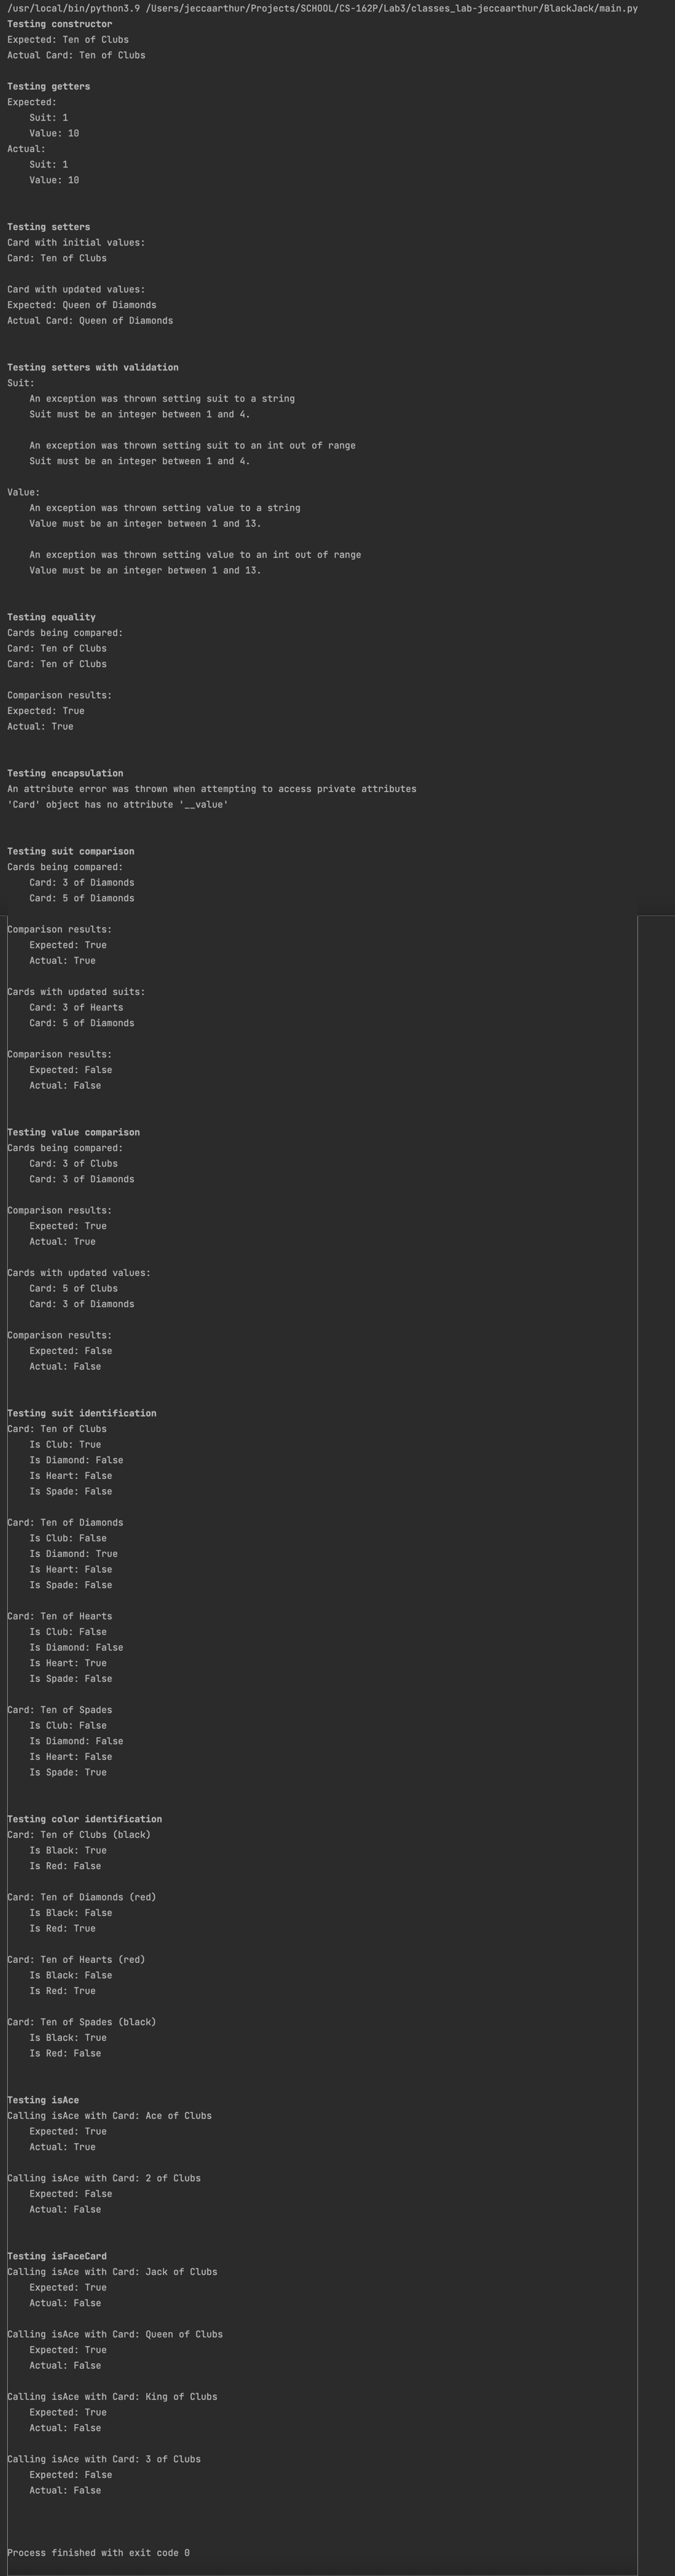 /usr/local/bin/python3.9 /Users/jeccaarthur/Projects/SCHOOL/CS-162P/Lab3/classes_lab-jeccaarthur/BlackJack/main.py
Testing constructor
Expected: Ten of Clubs
Actual Card: Ten of Clubs
Testing getters
Expected:
Suit: 1
Value: 10
Actual:
Suit: 1
Value: 10
Testing setters
Card with initial values:
Card: Ten of Clubs
Card with updated values:
Expected: Queen of Diamonds
Actual Card: Queen of Diamonds
Testing setters with validation
Suit:
An exception was thrown setting suit to a string
Suit must be an integer between 1 and 4.
An exception was thrown setting suit to an int out of range
Suit must be an integer between 1 and 4.
Value:
An exception was thrown setting value to a string
Value must be an integer between 1 and 13.
An exception was thrown setting value to an int out of range
Value must be an integer between 1 and 13.
Testing equality
Cards being compared:
Card: Ten of Clubs
Card: Ten of Clubs
Comparison results:
Expected: True
Actual: True
Testing encapsulation
An attribute error was thrown when attempting to access private attributes
'Card' object has no attribute '__value'
Testing suit comparison
Cards being compared:
Card: 3 of Diamonds
Card: 5 of Diamonds
Comparison results:
Expected: True
Actual: True
Cards with updated suits:
Card: 3 of Hearts
Card: 5 of Diamonds
Comparison results:
Expected: False
Actual: False
Testing value comparison
Cards being compared:
Card: 3 of Clubs
Card: 3 of Diamonds
Comparison results:
Expected: True
Actual: True
Cards with updated values:
Card: 5 of Clubs
Card: 3 of Diamonds
Comparison results:
Expected: False
Actual: False
Testing suit identification
Card: Ten of Clubs
Is Club: True
Is Diamond: False
Is Heart: False
Is Spade: False
Card: Ten of Diamonds
Is Club: False
Is Diamond: True
Is Heart: False
Is Spade: False
Card: Ten of Hearts
Is Club: False
Is Diamond: False
Is Heart: True
Is Spade: False
Card: Ten of Spades
Is Club: False
Is Diamond: False
Is Heart: False
Is Spade: True
Testing color identification
Card: Ten of Clubs (black)
Is Black: True
Is Red: False
Card: Ten of Diamonds (red)
Is Black: False
Is Red: True
Card: Ten of Hearts (red)
Is Black: False
Is Red: True
Card: Ten of Spades (black)
Is Black: True
Is Red: False
Testing isAce
Calling isAce with Card: Ace of Clubs
Expected: True
Actual: True
Calling isAce with Card: 2 of Clubs
Expected: False
Actual: False
Testing isFaceCard
Calling isAce with Card: Jack of Clubs
Expected: True
Actual: False
Calling isAce with Card: Queen of Clubs
Expected: True
Actual: False
Calling isAce with Card: King of Clubs
Expected: True
Actual: False
Calling isAce with Card: 3 of Clubs
Expected: False
Actual: False
Process finished with exit code 0